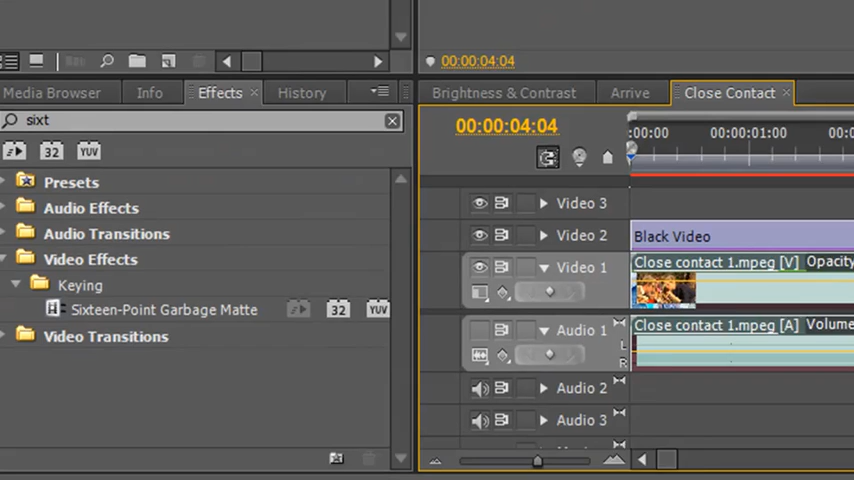 00:00:04:04
Media Browser
Info
Effects ×
History
sixt
32
YUV
Presets
Audio Effects
Audio Transitions
Video Effects
Keying
Sixteen-Point Garbage Matte
32
YUV
Video Transitions
Brightness & Contrast
Arrive
Close Contact ×
00:00:04:04
:00:00
00:00:01:00
00:0
Video 3
Video 2
Black Video
Video 1
Close contact 1.mpeg [V] Opacity
Audio 1
Close contact 1.mpeg [A] Volume
L
R
Audio 2
Audio 3